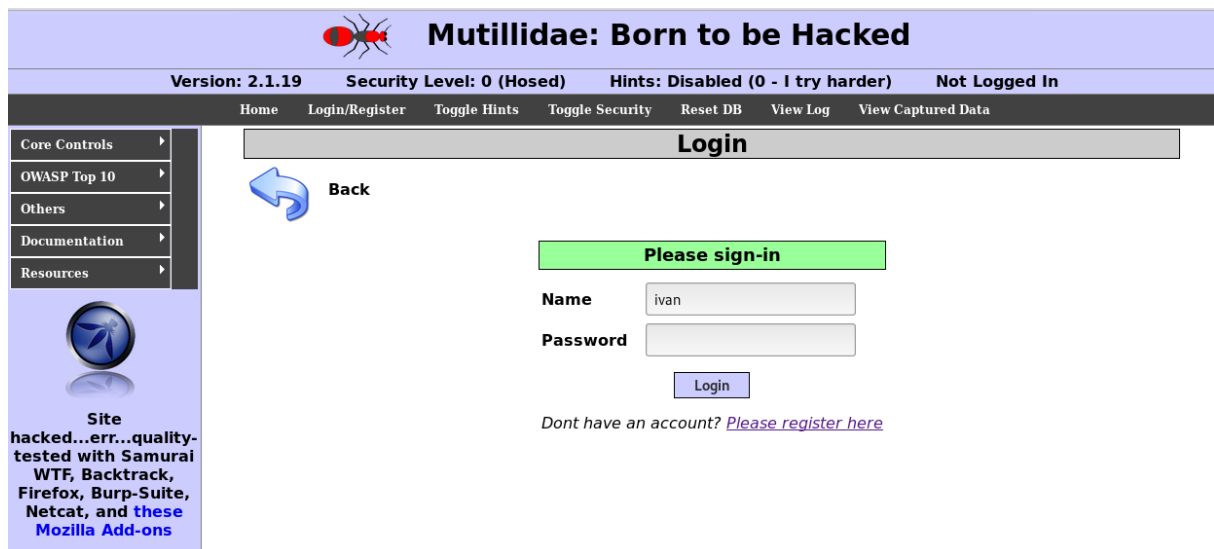 Mutillidae: Born to be Hacked
Version: 2.1.19 Security Level: 0 (Hosed) Hints: Disabled (0 - I try harder) Not Logged In
Home Login/Register Toggle Hints Toggle Security Reset DB View Log View Captured Data
Core Controls
OWASP Top 10
Others
Documentation
Resources
Site
hacked...err...quality-
tested with Samurai
WTF, Backtrack,
Firefox, Burp-Suite,
Netcat, and these
Mozilla Add-ons
Login
Back
Please sign-in
Name ivan
Password
Login
Dont have an account? Please register here